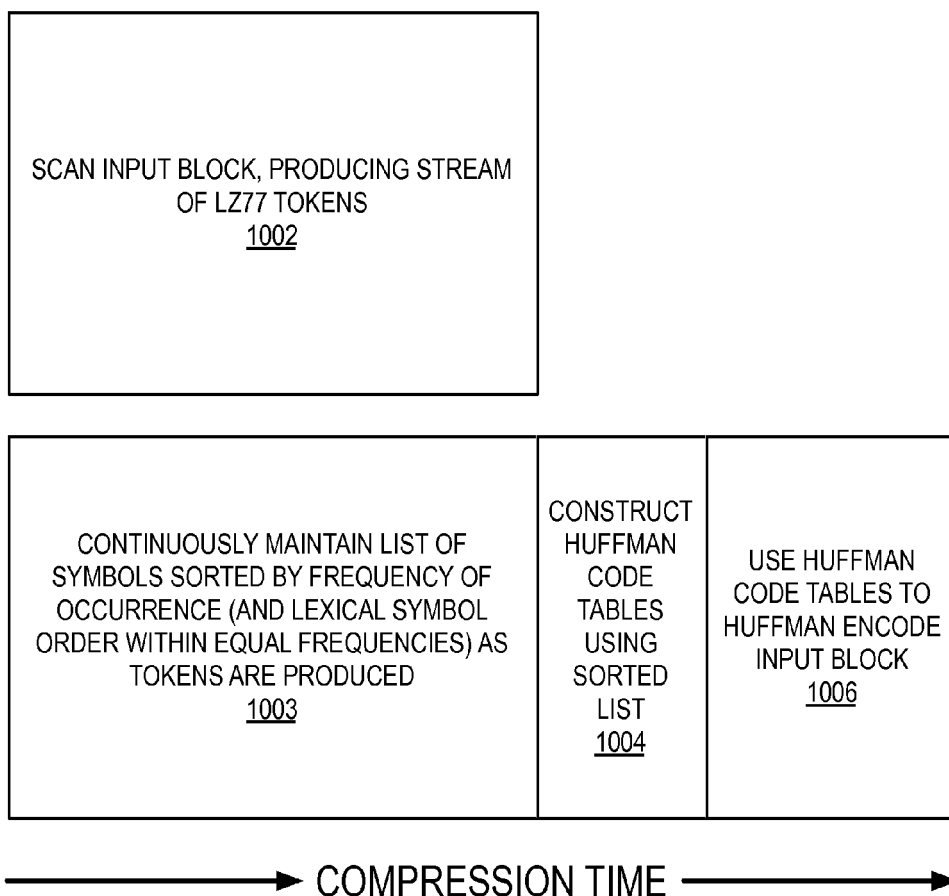 SCAN INPUT BLOCK, PRODUCING STREAM
OF LZ77 TOKENS
1002
CONTINUOUSLY MAINTAIN LIST OF
SYMBOLS SORTED BY FREQUENCY OF
OCCURRENCE (AND LEXICAL SYMBOL
ORDER WITHIN EQUAL FREQUENCIES) AS
TOKENS ARE PRODUCED
1003
CONSTRUCT
HUFFMAN
CODE
TABLES
USING
SORTED
LIST
1004
USE HUFFMAN
CODE TABLES TO
HUFFMAN ENCODE
INPUT BLOCK
1006
COMPRESSION TIME